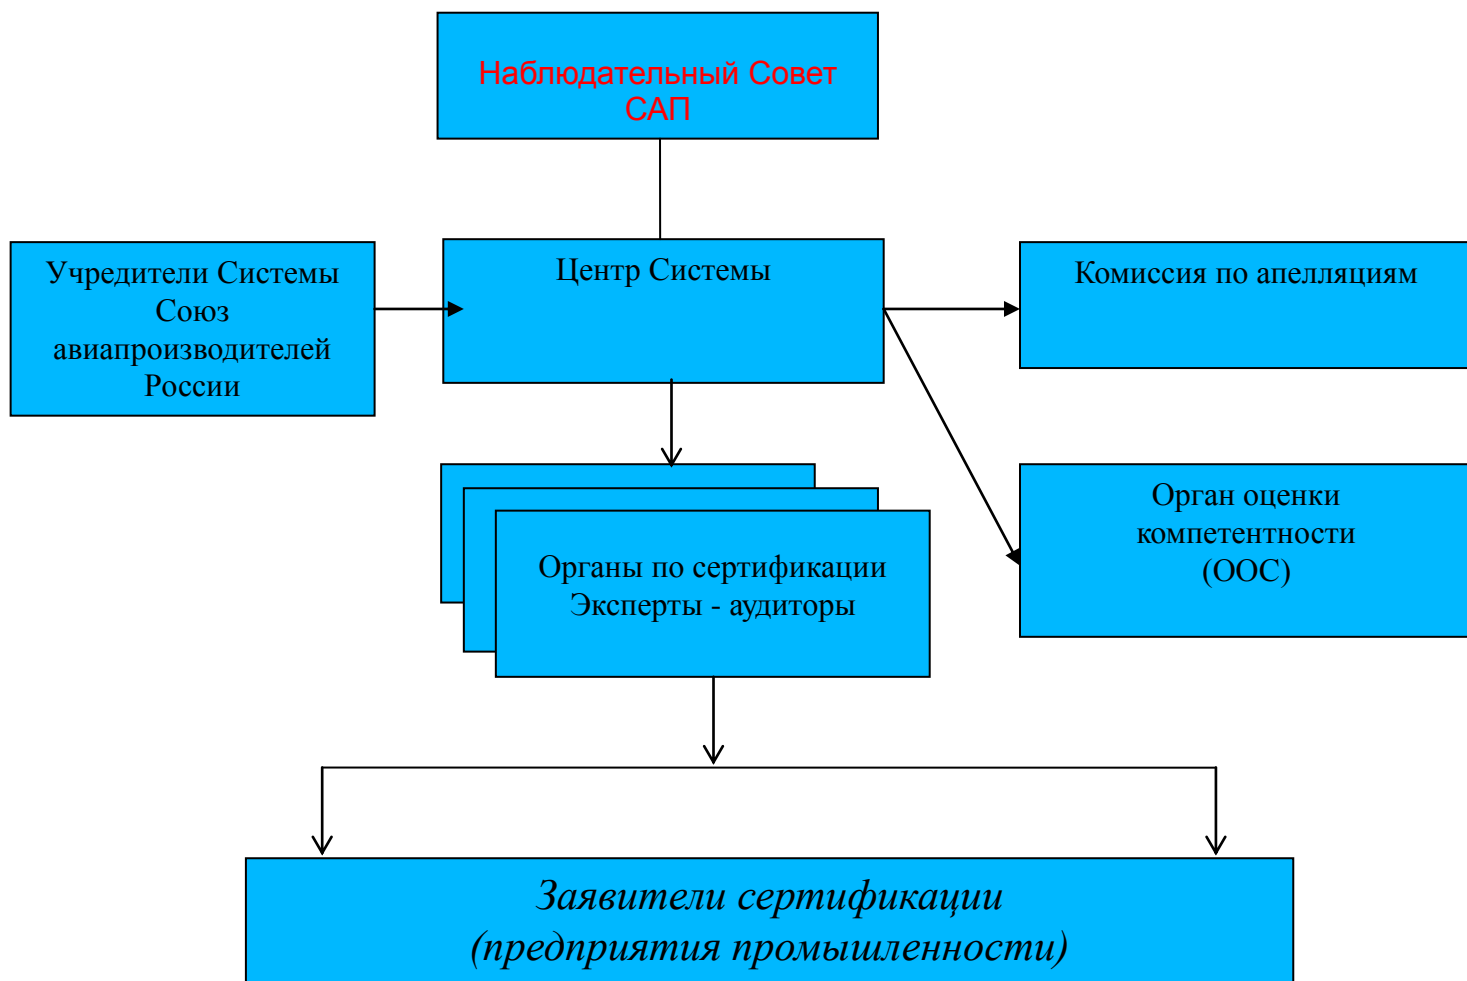 Наблюдательный Совет
САП
Учредители Системы
Союз
авиапроизводителей
России
Центр Системы
Комиссия по апелляциям
Орган оценки
компетентности
(ООС)
Органы по сертификации
Эксперты - аудиторы
Заявители сертификации
(предприятия промышленности)